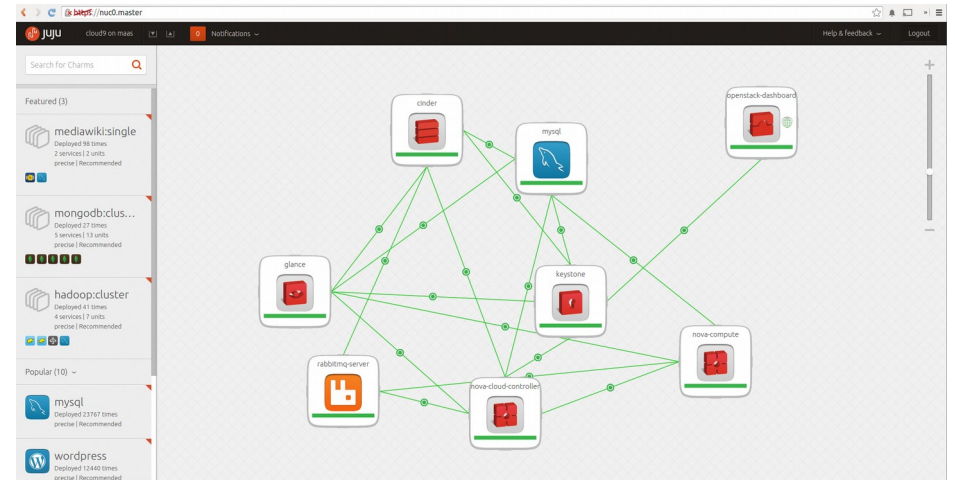 https://nuc0.master
juju
cloud9 on maas
0
Notifications
Help & feedback
Logout
Search for Charms
Featured (3)
mediawiki:single
Deployed 98 times
2 services | 2 units
precise | Recommended
mongodb:clus...
Deployed 27 times
5 services | 13 units
precise | Recommended
hadoop:cluster
Deployed 41 times
4 services | 7 units
precise | Recommended
Popular (10)
mysql
Deployed 23767 times
precise | Recommended
wordpress
Deployed 12440 times
precise | Recommended
cinder
mysql
openstack-dashboard
glance
keystone
nova-compute
rabbitmq-server
nova-cloud-controller